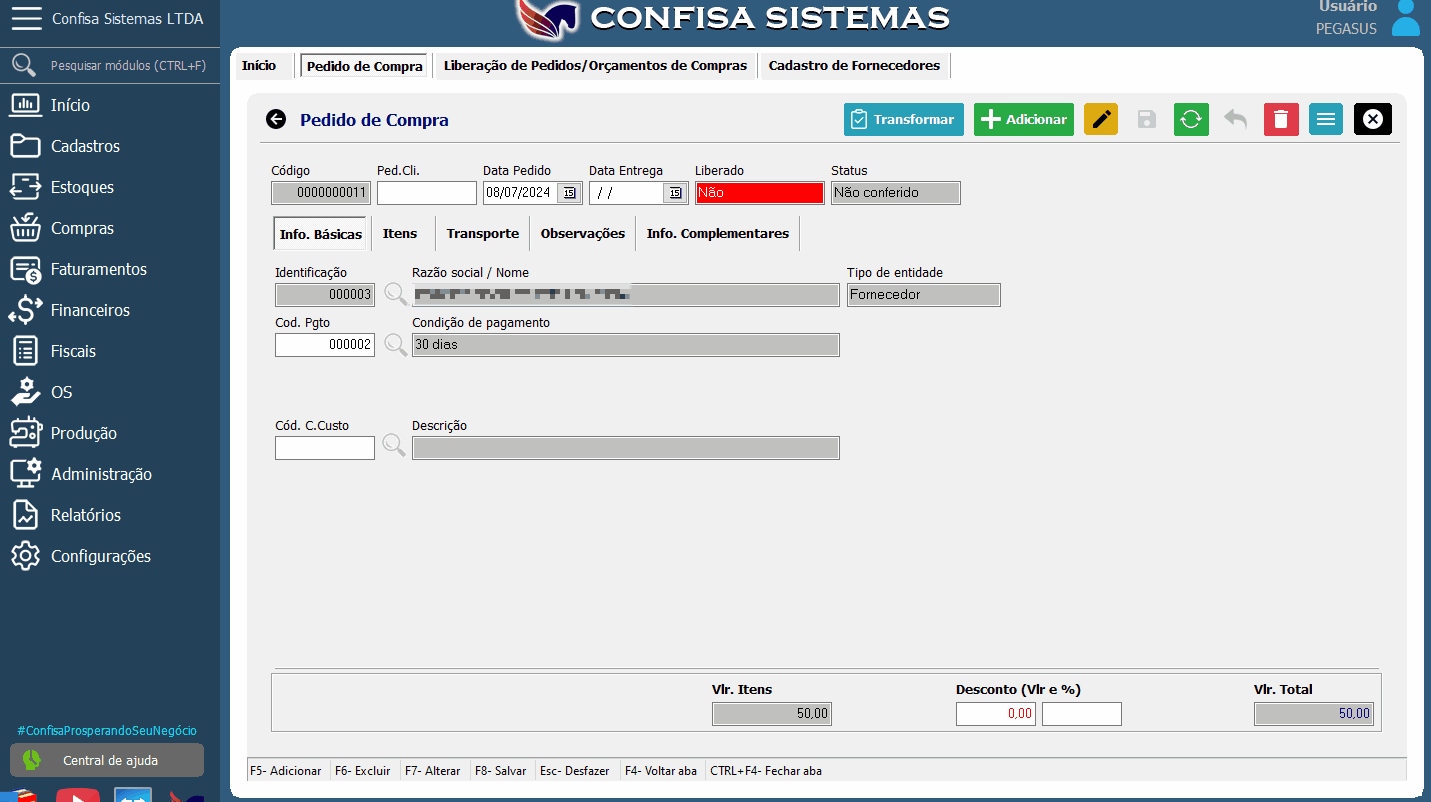 Confisa Sistemas LTDA
CONFISA SISTEMAS
Usuário
PEGASUS
Pesquisar módulos (CTRL+F)
Início
Cadastros
Estoques
Compras
Faturamentos
Financeiros
Fiscais
OS
Produção
Administração
Relatórios
Configurações
#ConfisaProsperandoSeuNegócio
Central de ajuda
Início Pedido de Compra Liberação de Pedidos/Orçamentos de Compras Cadastro de Fornecedores
Pedido de Compra Transformar Adicionar
Código Ped.Cli. Data Pedido Data Entrega Liberado Status
0000000011 08/07/2024 15 / / 15 Não Não conferido
Info. Básicas Itens Transporte Observações Info. Complementares
Identificação Razão social / Nome Tipo de entidade
000003 Fornecedor
Cod. Pgto Condição de pagamento
000002 30 dias
Cód. C.Custo Descrição
Vlr. Itens Desconto (Vlr e %) Vlr. Total
50,00 0,00 50,00
F5- Adicionar F6- Excluir F7- Alterar F8- Salvar Esc- Desfazer F4- Voltar aba CTRL+F4- Fechar aba